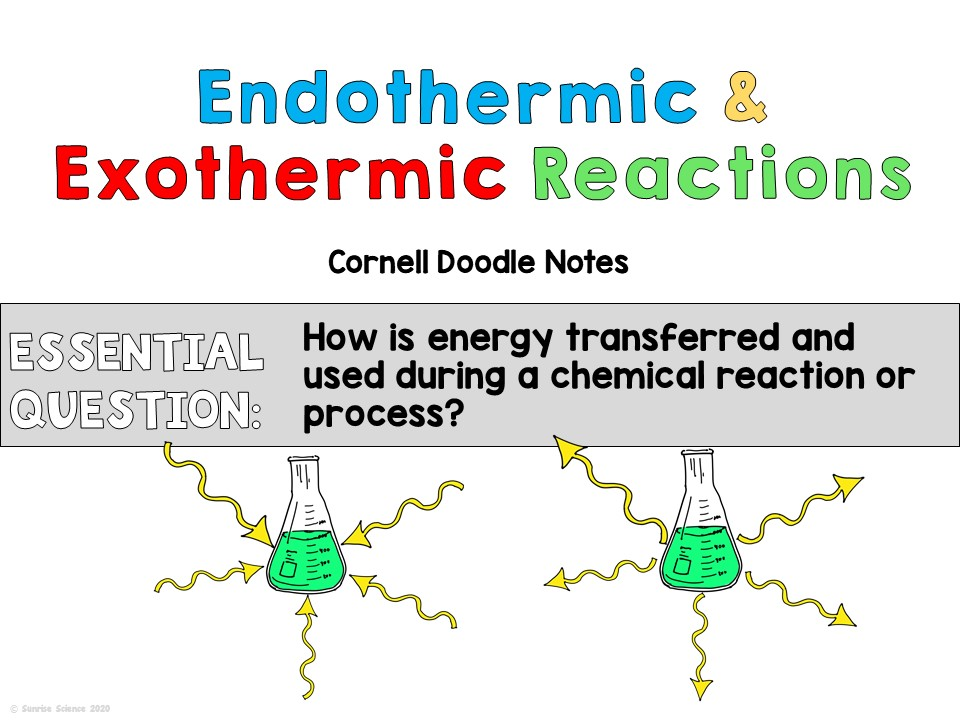 Endothermic &
Exothermic Reactions
Cornell Doodle Notes
ESSENTIAL
QUESTION:
How is energy transferred and
used during a chemical reaction or
process?
© Sunrise Science 2020